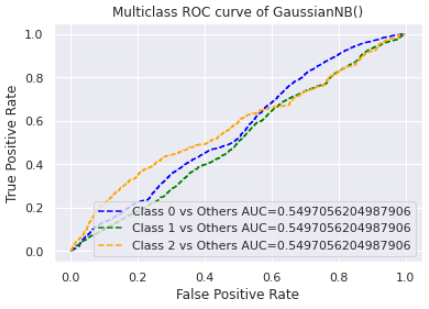 Multiclass ROC curve of GaussianNB()
True Positive Rate
1.0
0.8
0.6
0.4
0.2
0.0
Class 0 vs Others AUC=0.5497056204987906
Class 1 vs Others AUC=0.5497056204987906
Class 2 vs Others AUC=0.5497056204987906
0.0 0.2 0.4 0.6 0.8 1.0
False Positive Rate